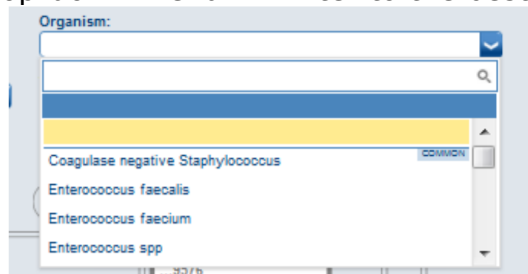 Organism:
COMMON
Coagulase negative Staphylococcus
Enterococcus faecalis
Enterococcus faecium
Enterococcus spp